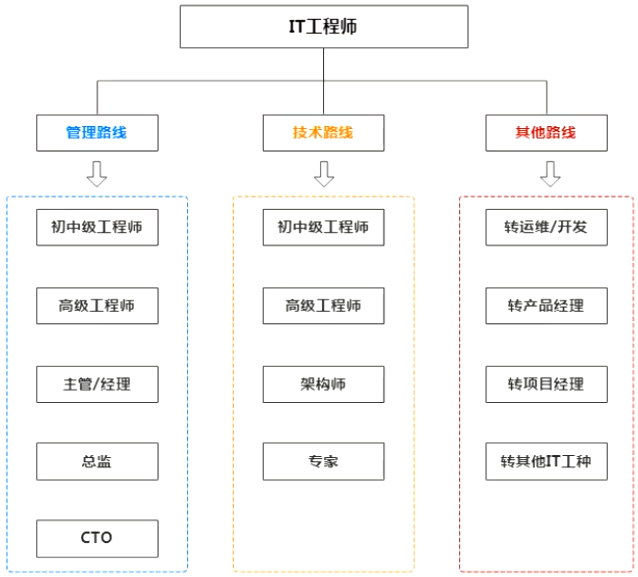 IT工程师
管理路线
技术路线
其他路线
初中级工程师
初中级工程师
转运维/开发
高级工程师
高级工程师
转产品经理
主管/经理
架构师
转项目经理
总监
专家
转其他IT工种
CTO